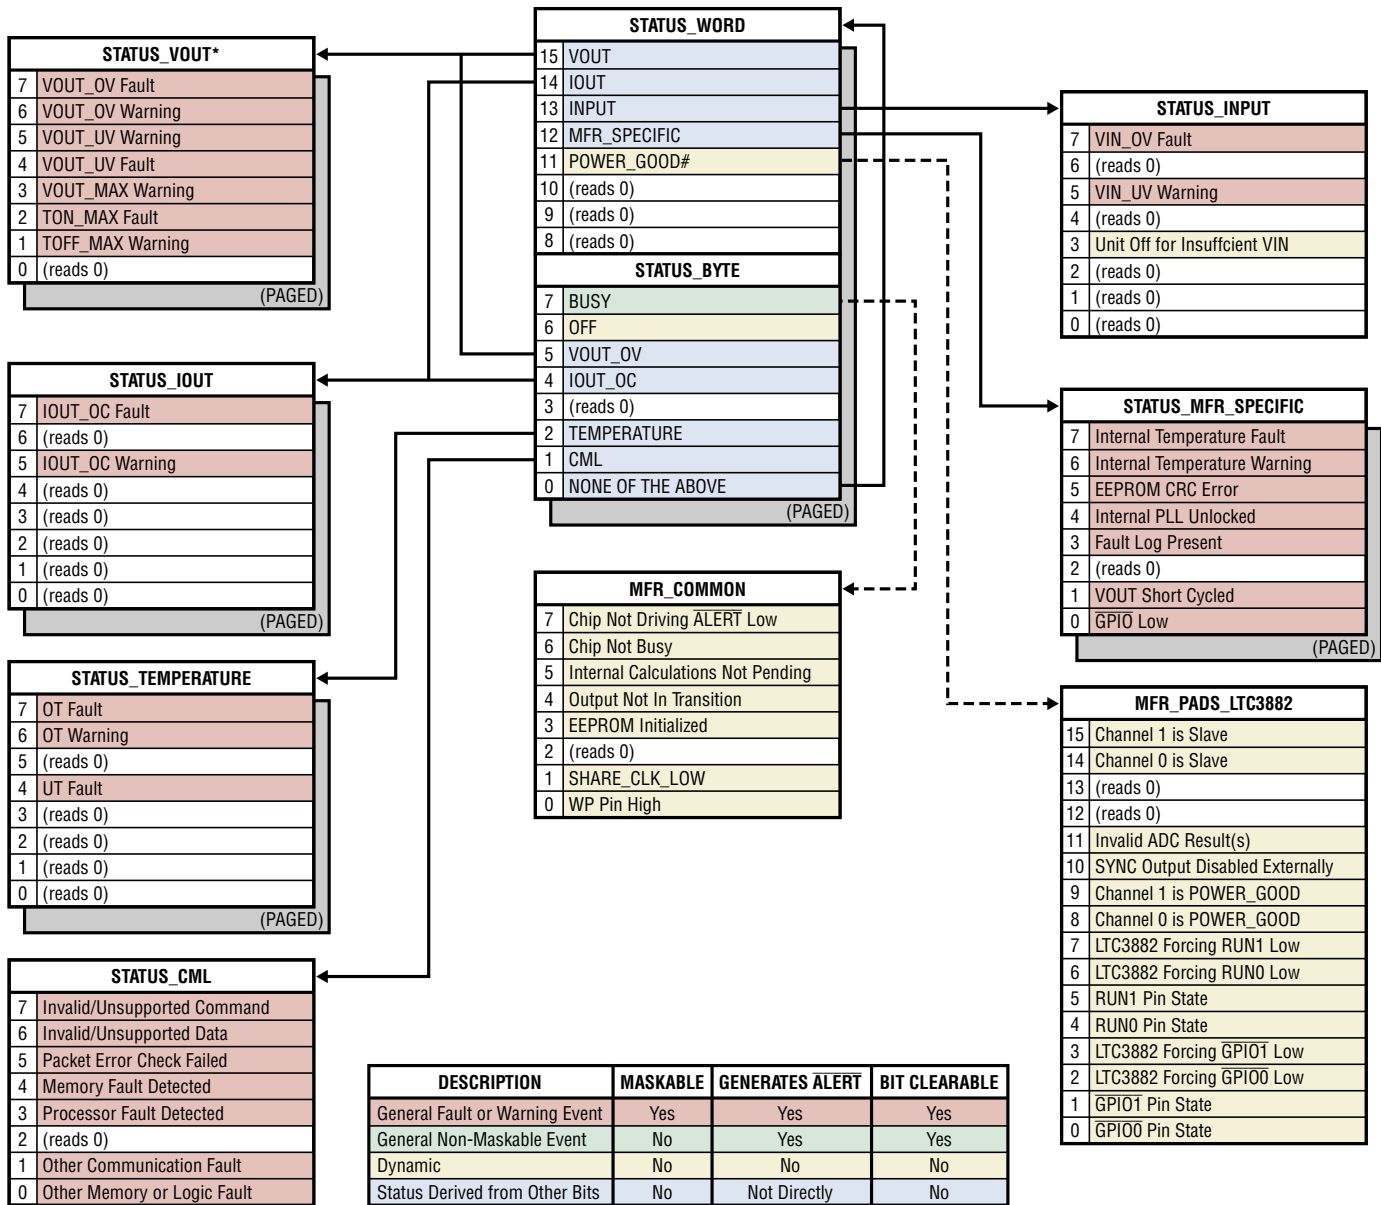 STATUS_VOUT*
7 VOUT_OV Fault
6 VOUT_OV Warning
5 VOUT_UV Warning
4 VOUT_UV Fault
3 VOUT_MAX Warning
2 TON_MAX Fault
1 TOFF_MAX Warning
0 (reads 0)
(PAGED)
STATUS_IOUT
7 IOUT_OC Fault
6 (reads 0)
5 IOUT_OC Warning
4 (reads 0)
3 (reads 0)
2 (reads 0)
1 (reads 0)
0 (reads 0)
(PAGED)
STATUS_TEMPERATURE
7 OT Fault
6 OT Warning
5 (reads 0)
4 UT Fault
3 (reads 0)
2 (reads 0)
1 (reads 0)
0 (reads 0)
(PAGED)
STATUS_CML
7 Invalid/Unsupported Command
6 Invalid/Unsupported Data
5 Packet Error Check Failed
4 Memory Fault Detected
3 Processor Fault Detected
2 (reads 0)
1 Other Communication Fault
0 Other Memory or Logic Fault
STATUS_WORD
15 VOUT
14 IOUT
13 INPUT
12 MFR_SPECIFIC
11 POWER_GOOD#
10 (reads 0)
9 (reads 0)
8 (reads 0)
STATUS_BYTE
7 BUSY
6 OFF
5 VOUT_OV
4 IOUT_OC
3 (reads 0)
2 TEMPERATURE
1 CML
0 NONE OF THE ABOVE
(PAGED)
MFR_COMMON
7 Chip Not Driving ALERT Low
6 Chip Not Busy
5 Internal Calculations Not Pending
4 Output Not In Transition
3 EEPROM Initialized
2 (reads 0)
1 SHARE_CLK_LOW
0 WP Pin High
STATUS_INPUT
7 VIN_OV Fault
6 (reads 0)
5 VIN_UV Warning
4 (reads 0)
3 Unit Off for Insuffcient VIN
2 (reads 0)
1 (reads 0)
0 (reads 0)
STATUS_MFR_SPECIFIC
7 Internal Temperature Fault
6 Internal Temperature Warning
5 EEPROM CRC Error
4 Internal PLL Unlocked
3 Fault Log Present
2 (reads 0)
1 VOUT Short Cycled
0 GPIO Low
(PAGED)
MFR_PADS_LTC3882
15 Channel 1 is Slave
14 Channel 0 is Slave
13 (reads 0)
12 (reads 0)
11 Invalid ADC Result(s)
10 SYNC Output Disabled Externally
9 Channel 1 is POWER_GOOD
8 Channel 0 is POWER_GOOD
7 LTC3882 Forcing RUN1 Low
6 LTC3882 Forcing RUN0 Low
5 RUN1 Pin State
4 RUN0 Pin State
3 LTC3882 Forcing GPIO1 Low
2 LTC3882 Forcing GPIO0 Low
1 GPIO1 Pin State
0 GPIO0 Pin State
DESCRIPTION MASKABLE GENERATES ALERT BIT CLEARABLE
General Fault or Warning Event Yes Yes Yes
General Non-Maskable Event No Yes Yes
Dynamic No No No
Status Derived from Other Bits No Not Directly No